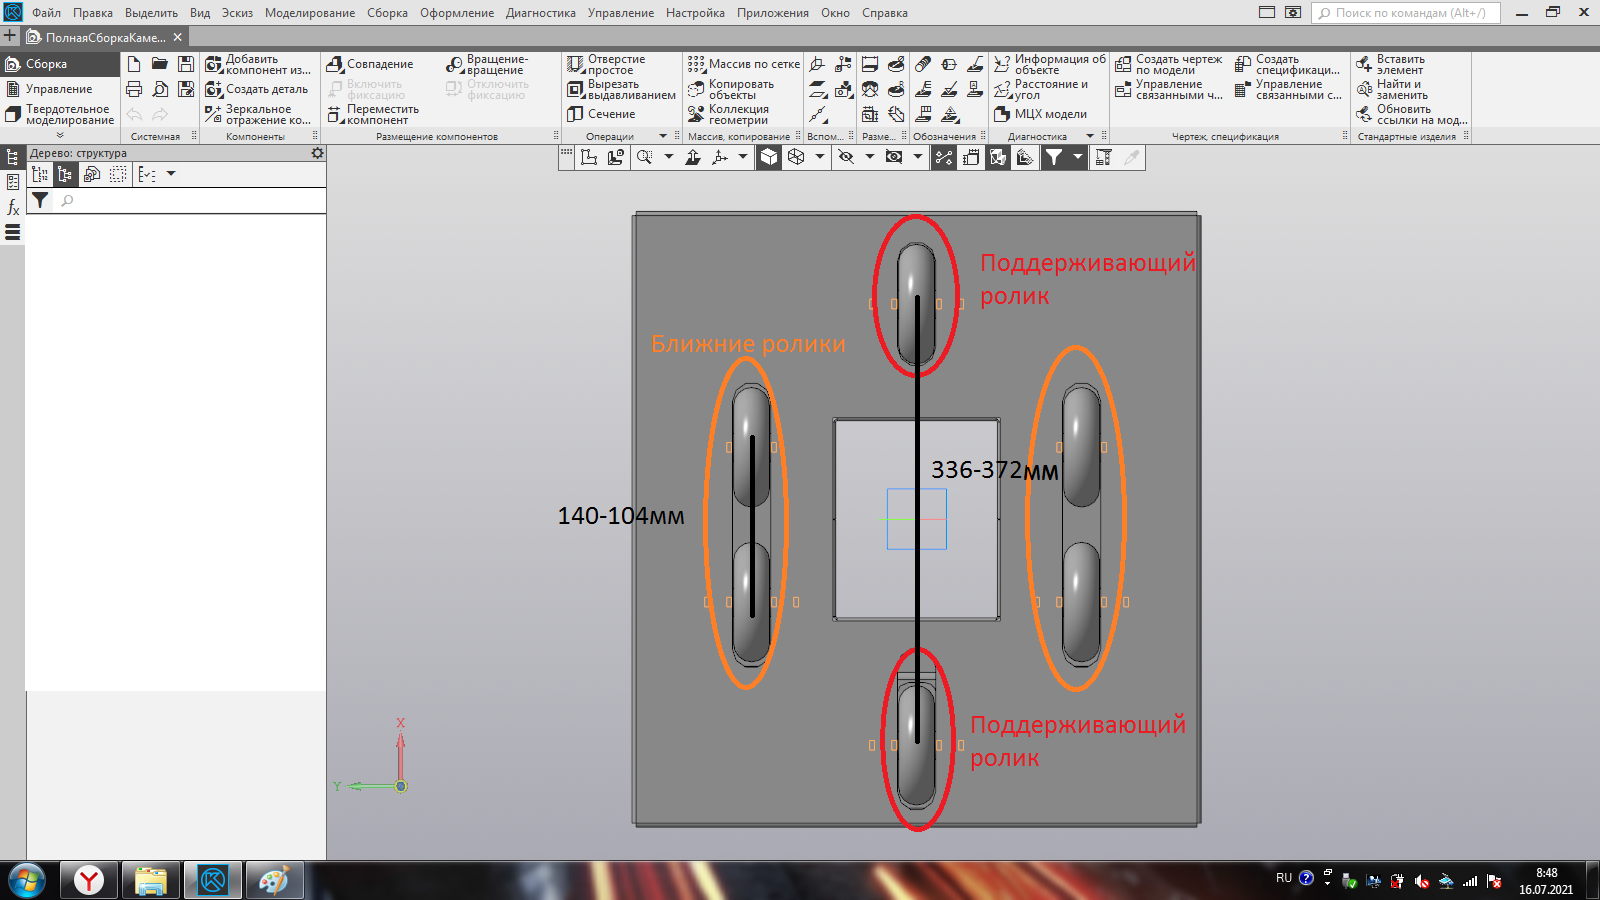 Файл Правка Выделить Вид Эскиз Моделирование Сборка Оформление Диагностика Управление Настройка Приложения Окно Справка Поиск по командам (Alt+/)
ПолнаяСборкаКаме...
Сборка
Управление
Твердотельное
моделирование
Системная
Добавить
компонент из...
Создать деталь
Зеркальное
отражение ко...
Компоненты
Совпадение
Включить
фиксацию
Переместить
компонент
Вращение-
вращение
Отключить
фиксацию
Размещение компонентов
Отверстие
простое
Вырезать
выдавливанием
Сечение
Операции
Массив по сетке
Копировать
объекты
Коллекция
геометрии
Массив, копирование
Вспом...
Разме...
Обозначения
Информация об
объекте
Расстояние и
угол
МЦХ модели
Диагностика
Создать чертеж
по модели
Управление
связанными ч...
Создать
спецификаци...
Управление
связанными с...
Чертеж, спецификация
Вставить
элемент
Найти и
заменить
Обновить
ссылки на мод...
Стандартные изделия
Дерево: структура
Поддерживающий
ролик
Ближние ролики
336-372мм
140-104мм
Поддерживающий
ролик
X
Y
RU
8:48
16.07.2021